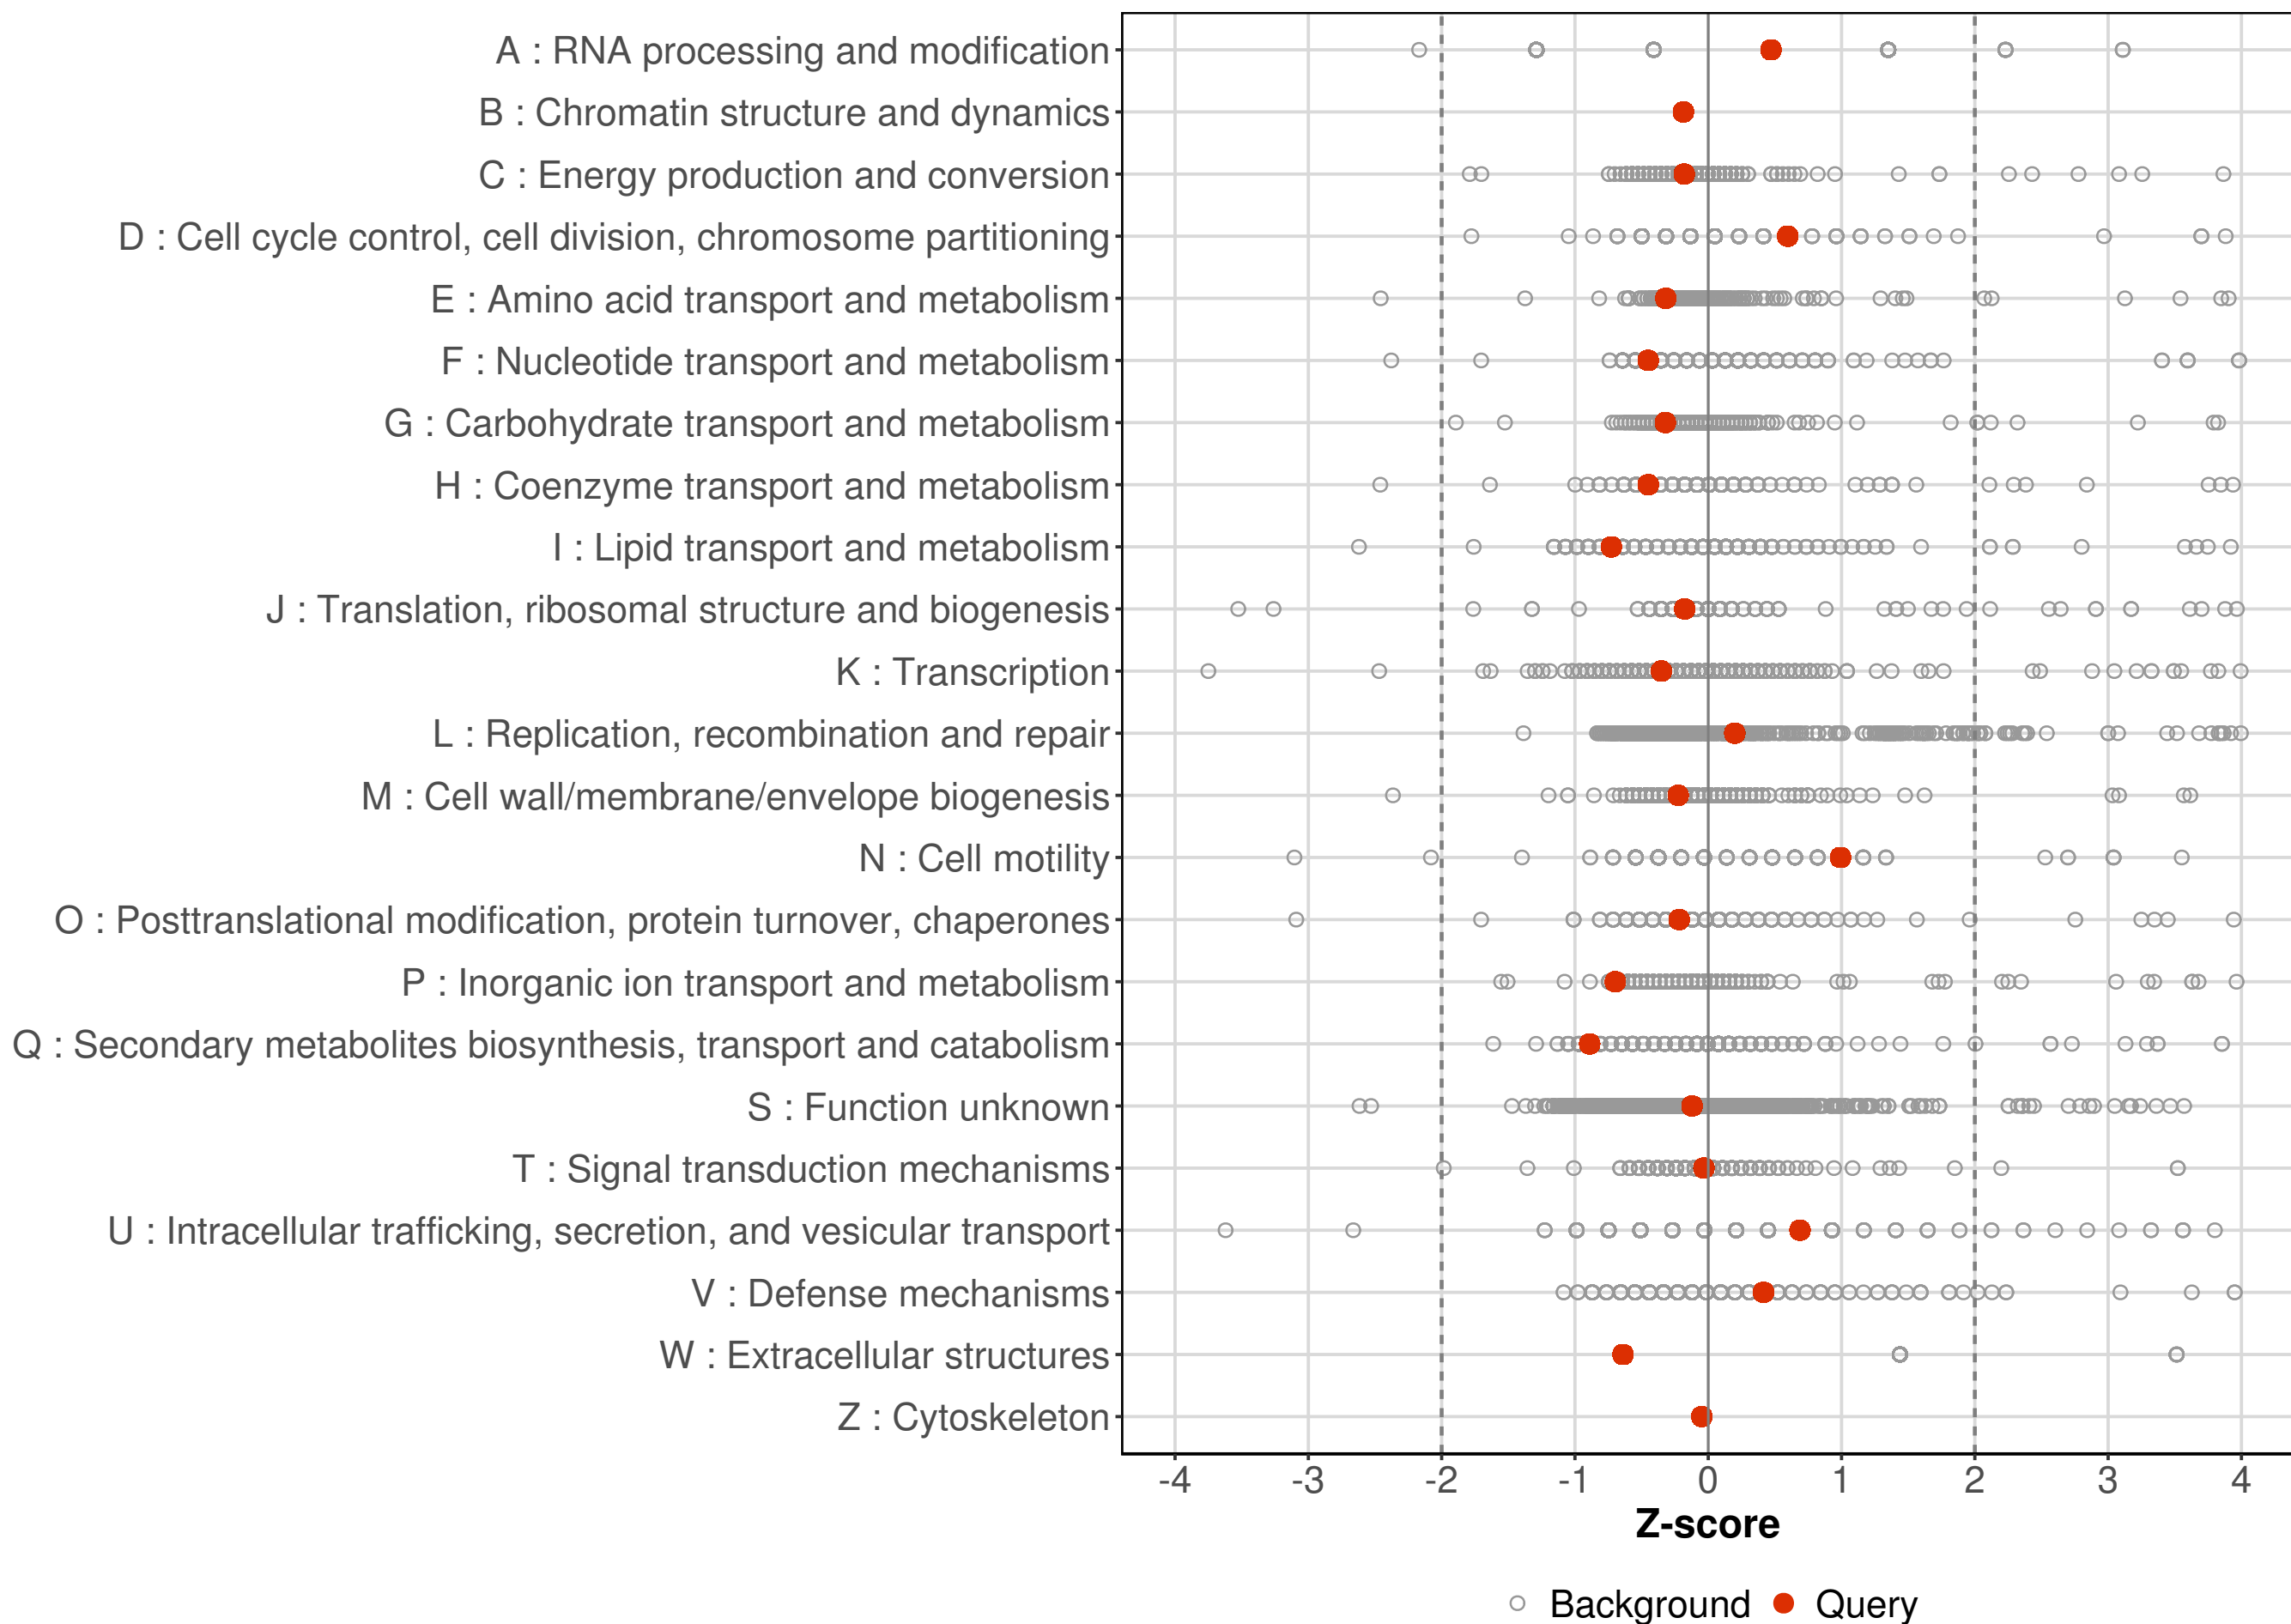 A : RNA processing and modification
B : Chromatin structure and dynamics
C : Energy production and conversion
D : Cell cycle control, cell division, chromosome partitioning
E : Amino acid transport and metabolism
F : Nucleotide transport and metabolism
G : Carbohydrate transport and metabolism
H : Coenzyme transport and metabolism
I : Lipid transport and metabolism
J : Translation, ribosomal structure and biogenesis
K : Transcription
L : Replication, recombination and repair
M : Cell wall/membrane/envelope biogenesis
N : Cell motility
O : Posttranslational modification, protein turnover, chaperones
P : Inorganic ion transport and metabolism
Q : Secondary metabolites biosynthesis, transport and catabolism
S : Function unknown
T : Signal transduction mechanisms
U : Intracellular trafficking, secretion, and vesicular transport
V : Defense mechanisms
W : Extracellular structures
Z : Cytoskeleton
-4 -3 -2 -1 0 1 2 3 4
Z-score
Background Query